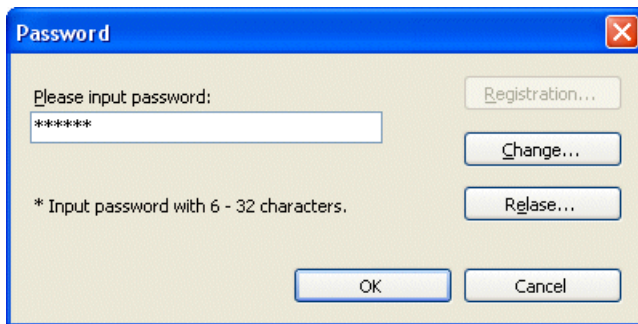 Password
Please input password:
******
* Input password with 6 - 32 characters.
Registration...
Change...
Relase...
OK
Cancel